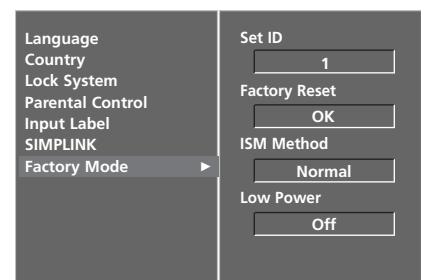 Language
Country
Lock System
Parental Control
Input Label
SIMPLINK
Factory Mode ►
Set ID
1
Factory Reset
OK
ISM Method
Normal
Low Power
Off